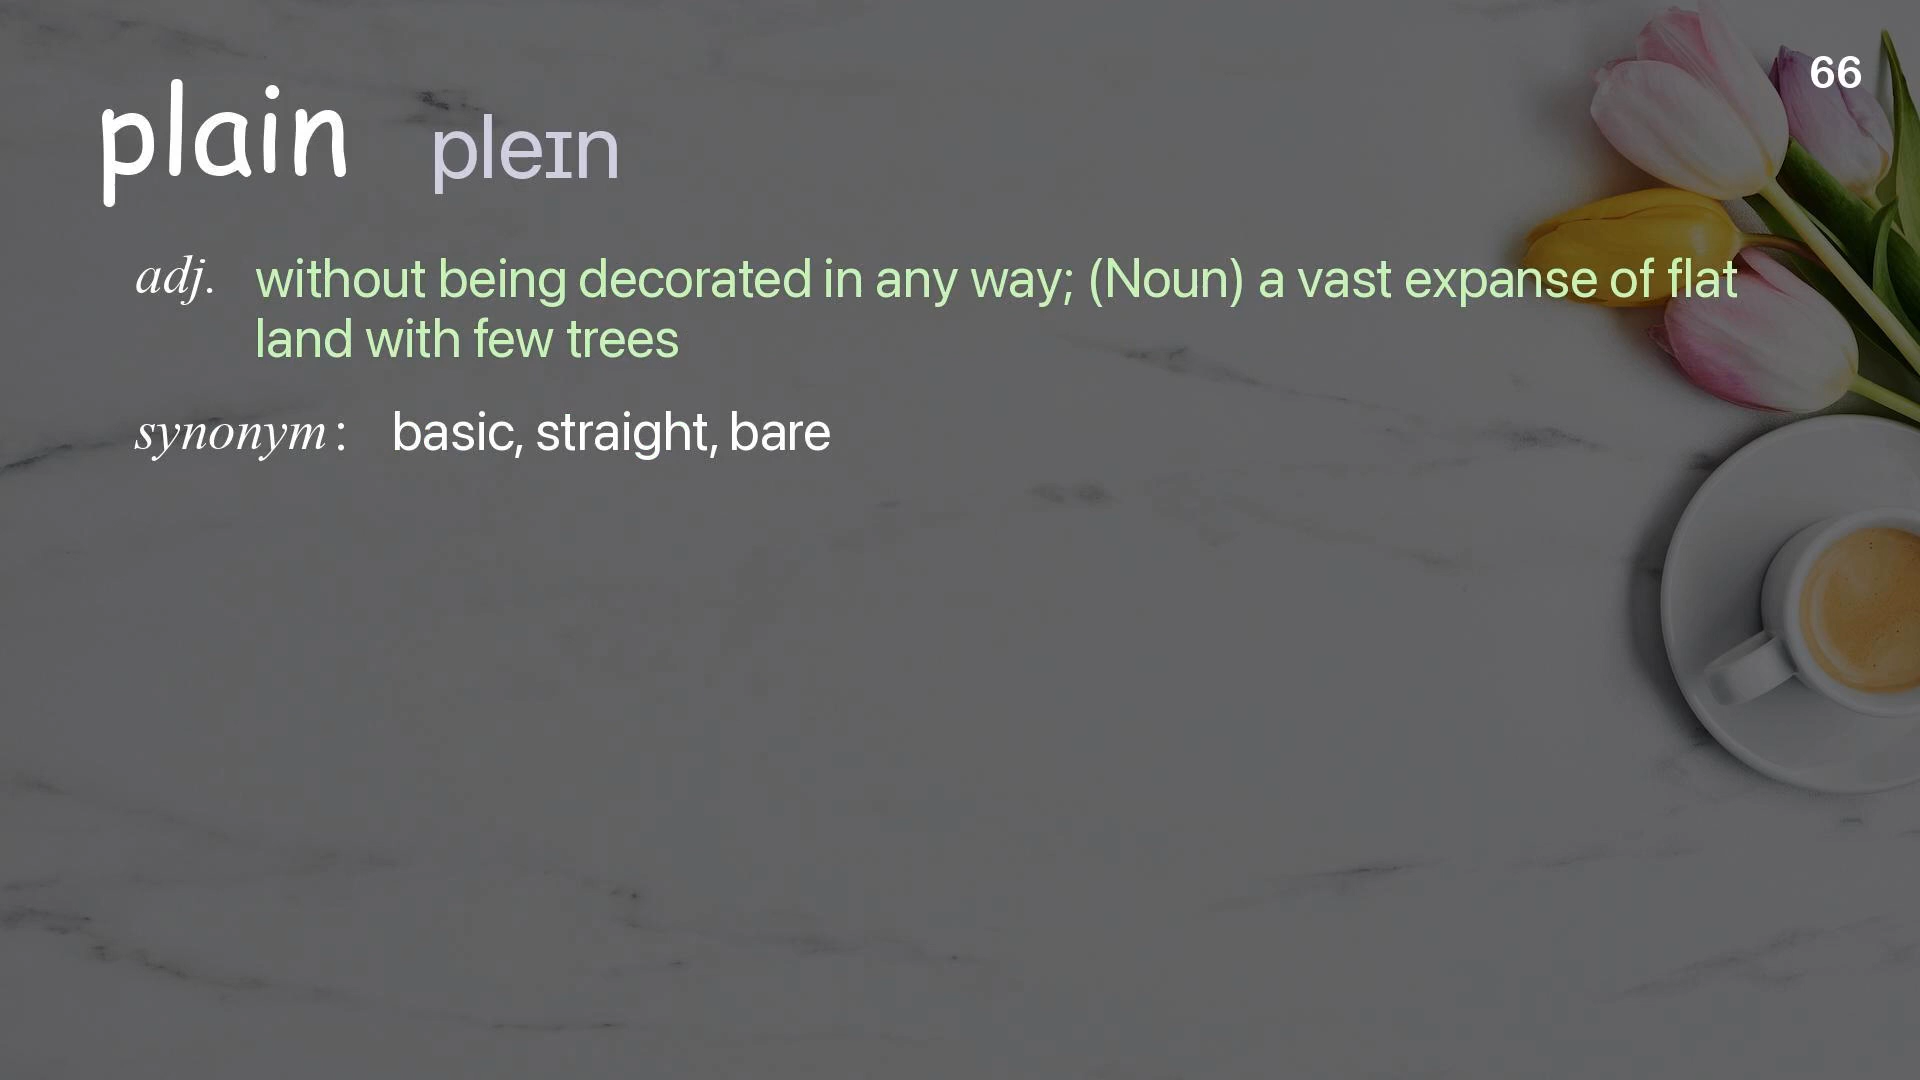 66
plain pleɪn
adj. without being decorated in any way; (Noun) a vast expanse of flat
land with few trees
synonym: basic, straight, bare